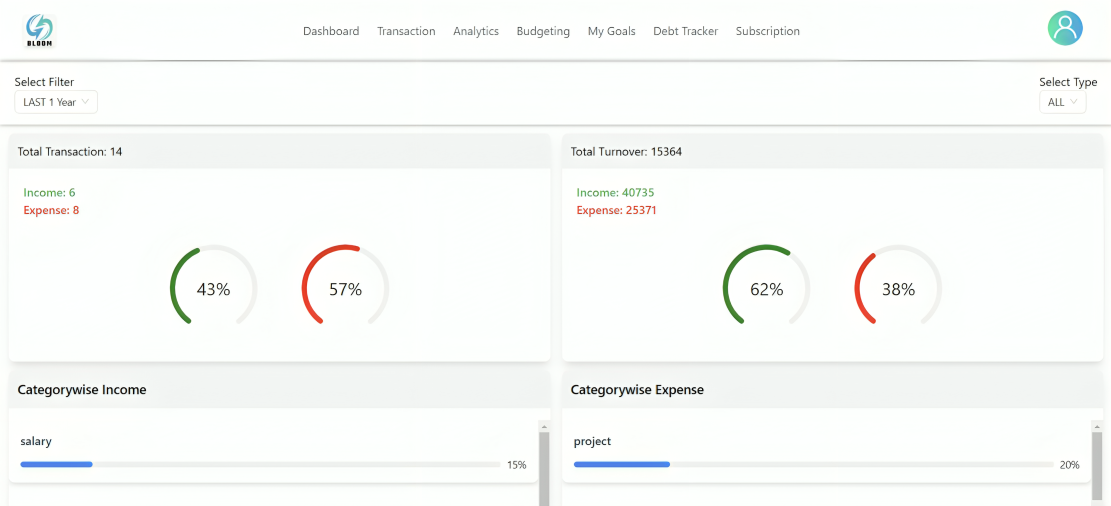 BLOOM
Dashboard Transaction Analytics Budgeting My Goals Debt Tracker Subscription
Select Filter
LAST 1 Year
Select Type
ALL
Total Transaction: 14
Income: 6
Expense: 8
43%
57%
Total Turnover: 15364
Income: 40735
Expense: 25371
62%
38%
Categorywise Income
salary
15%
Categorywise Expense
project
20%